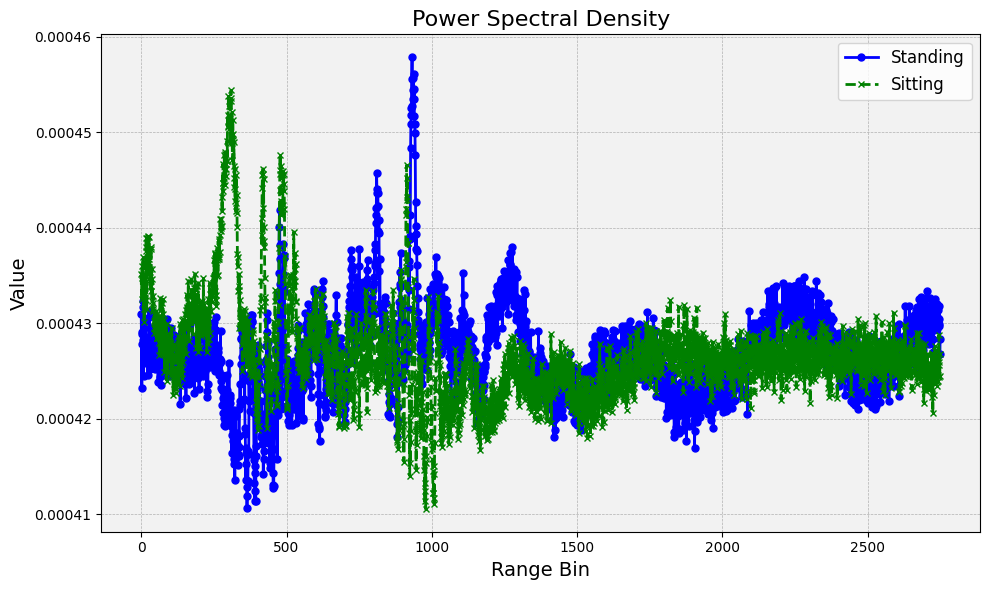 Power Spectral Density
Standing
Sitting
0.00046
0.00045
0.00044
0.00043
0.00042
0.00041
Value
0
500
1000
1500
2000
2500
Range Bin